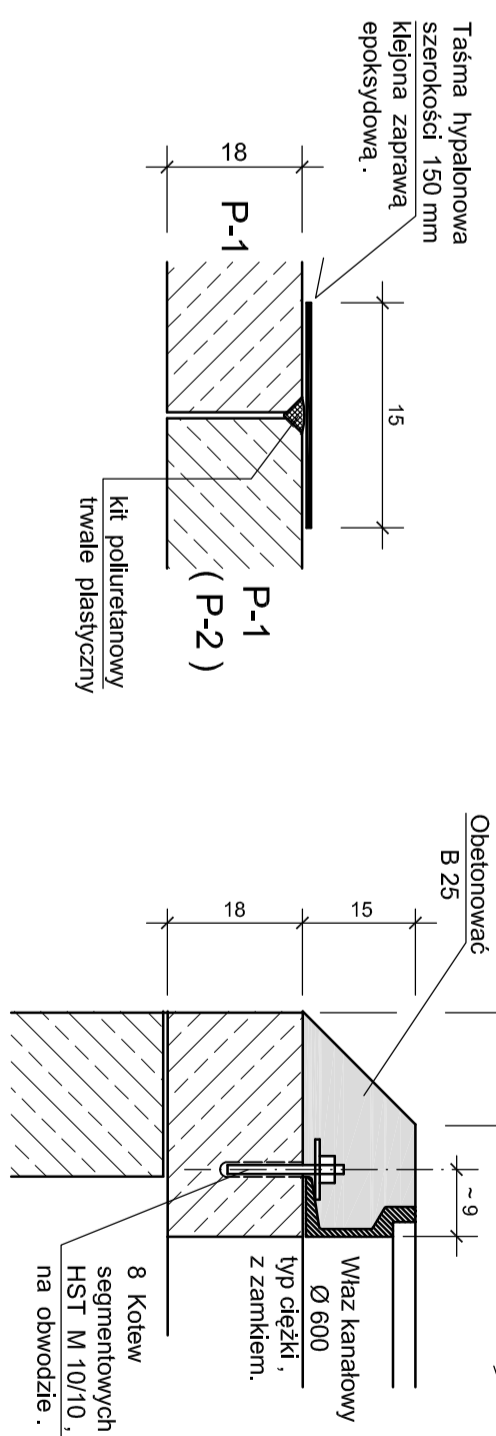 Taśma hypalonowa
szerokości 150 mm
klejona zaprawą
epoksydową .
18
15
P-1
P-1
( P-2 )
kit poliuretanowy
trwale plastyczny
Obetonować
B 25
18
15
~ 9
Właz kanałowy
Ø 600
typ ciężki ,
z zamkiem.
8 Kotew
segmentowych
HST M 10/10 ,
na obwodzie .